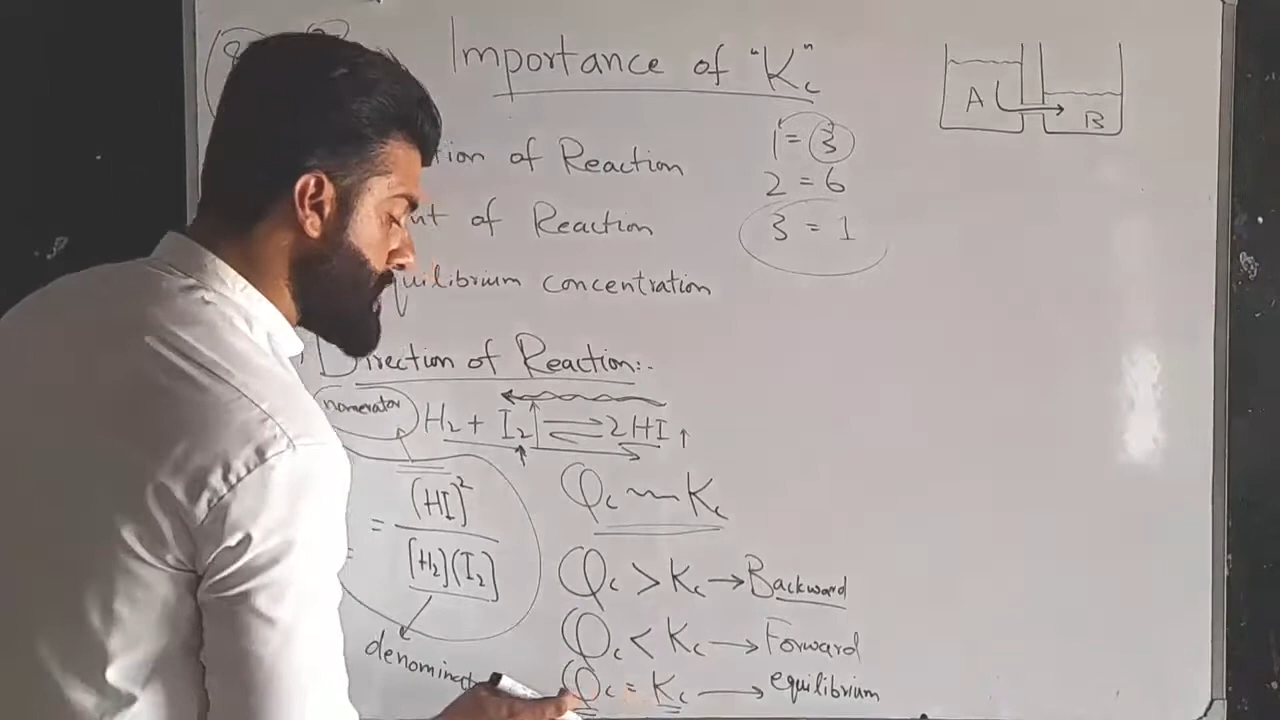 Importance of "Kc"
tion of Reaction
nt of Reaction
quilibrium concentration
1 = 3
2 = 6
3 = 1
A
B
Direction of Reaction:-
nomerator
H2 + I2 ⇌ 2HI ↑
= (HI)²
[H2](I2]
denominat
Qc ~ Kc
Qc > Kc → Backward
Qc < Kc → Forward
Qc = Kc → equilibrium